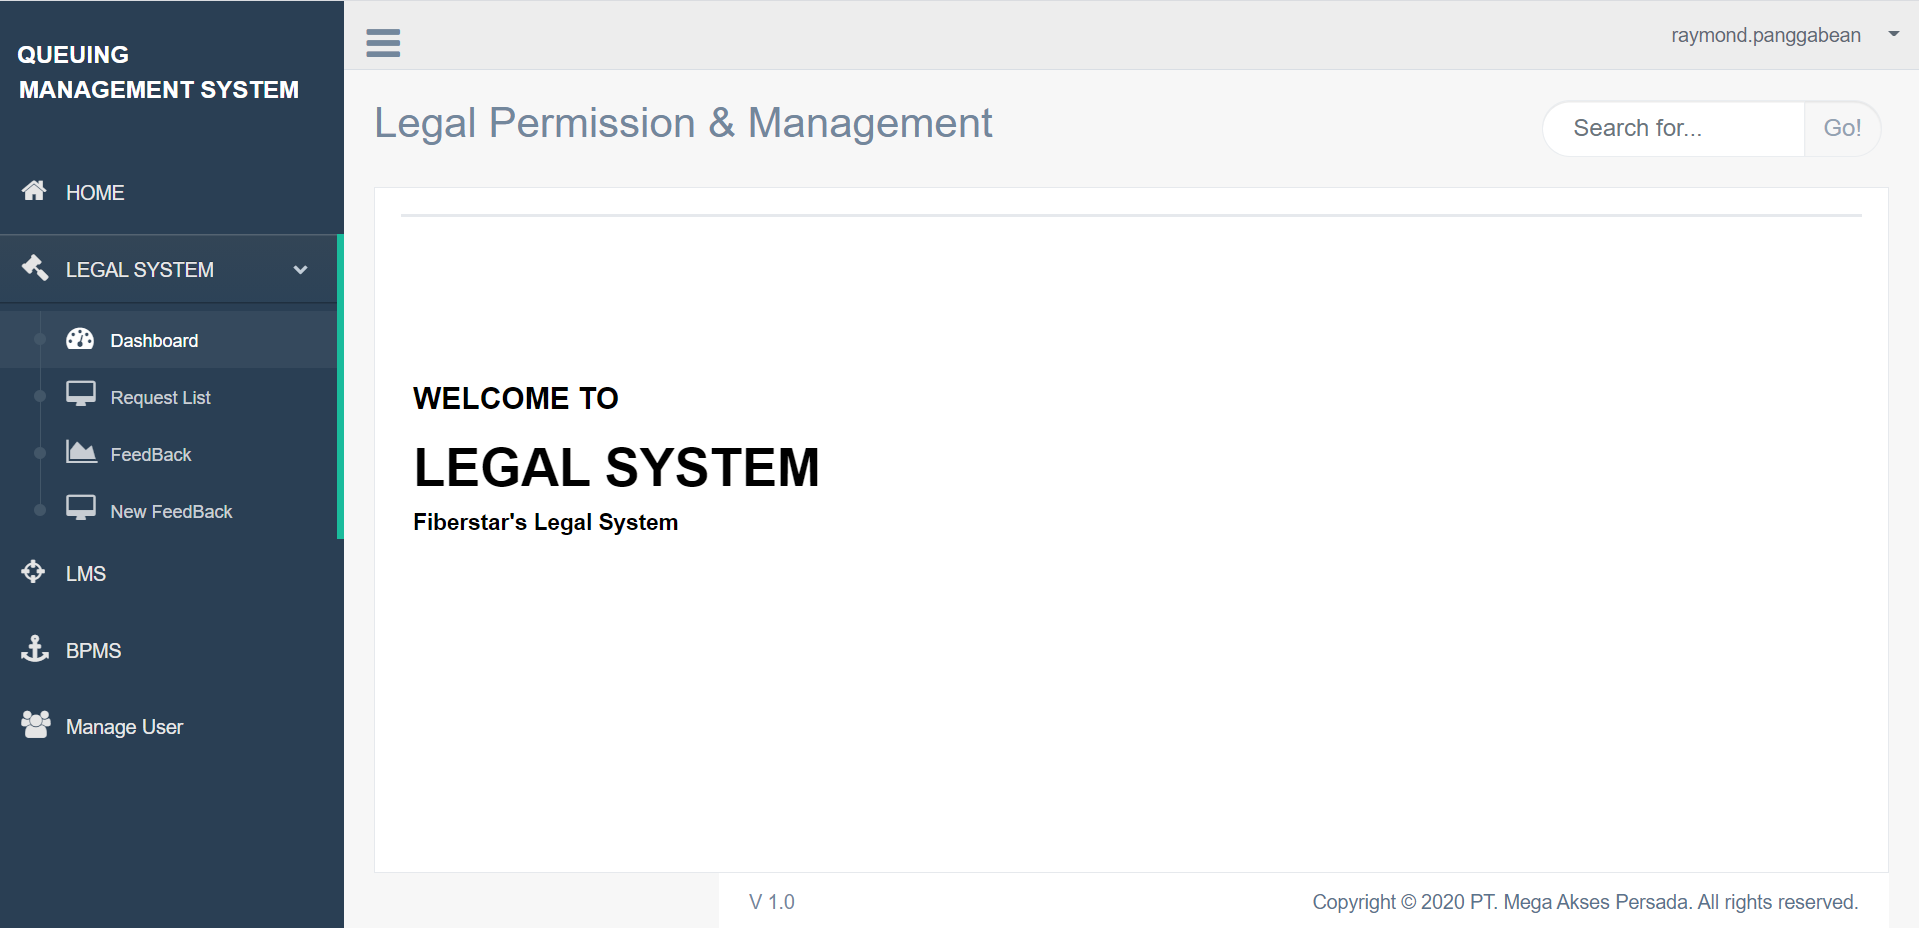 QUEUING
MANAGEMENT SYSTEM
HOME
LEGAL SYSTEM
Dashboard
Request List
FeedBack
New FeedBack
LMS
BPMS
Manage User
raymond.panggabean
Legal Permission & Management
Search for...
Go!
WELCOME TO
LEGAL SYSTEM
Fiberstar's Legal System
V 1.0
Copyright © 2020 PT. Mega Akses Persada. All rights reserved.